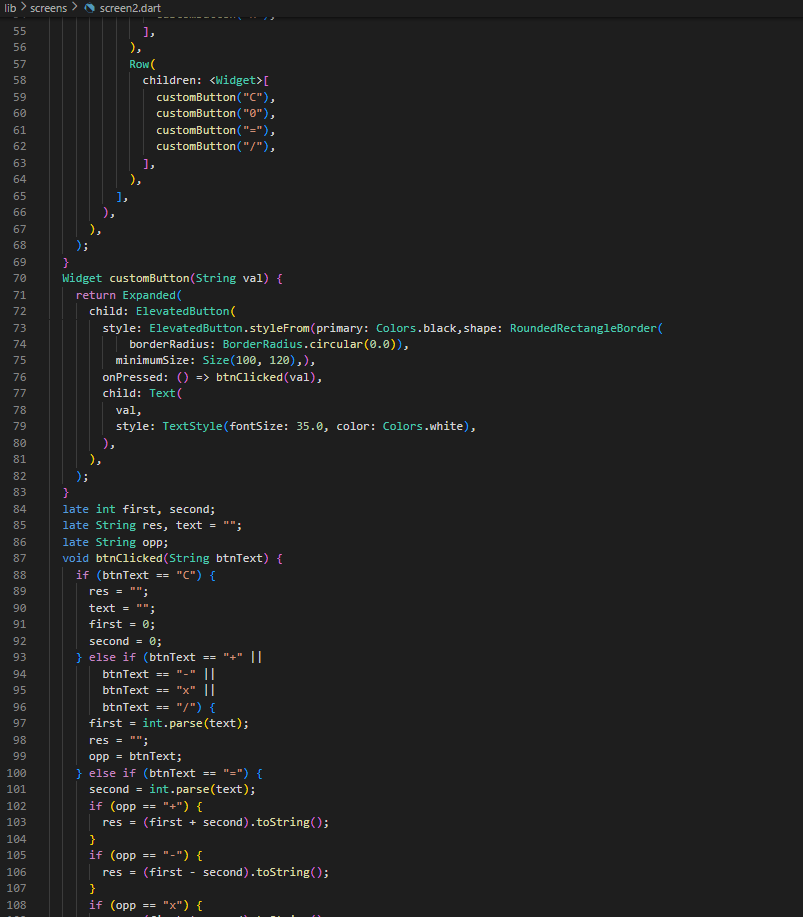 lib > screens > screen2.dart
55 ],
56 ),
57 Row(
58 children: <Widget>[
59 customButton("C"),
60 customButton("0"),
61 customButton("="),
62 customButton("/"),
63 ],
64 ),
65 ],
66 ),
67 ),
68 );
69 }
70 Widget customButton(String val) {
71 return Expanded(
72 child: ElevatedButton(
73 style: ElevatedButton.styleFrom(primary: Colors.black,shape: RoundedRectangleBorder(
74 borderRadius: BorderRadius.circular(0.0)),
75 minimumSize: Size(100, 120),),
76 onPressed: () => btnClicked(val),
77 child: Text(
78 val,
79 style: TextStyle(fontSize: 35.0, color: Colors.white),
80 ),
81 ),
82 );
83 }
84 late int first, second;
85 late String res, text = "";
86 late String opp;
87 void btnClicked(String btnText) {
88 if (btnText == "C") {
89 res = "";
90 text = "";
91 first = 0;
92 second = 0;
93 } else if (btnText == "+" ||
94 btnText == "-" ||
95 btnText == "x" ||
96 btnText == "/") {
97 first = int.parse(text);
98 res = "";
99 opp = btnText;
100 } else if (btnText == "=") {
101 second = int.parse(text);
102 if (opp == "+") {
103 res = (first + second).toString();
104 }
105 if (opp == "-") {
106 res = (first - second).toString();
107 }
108 if (opp == "x") {